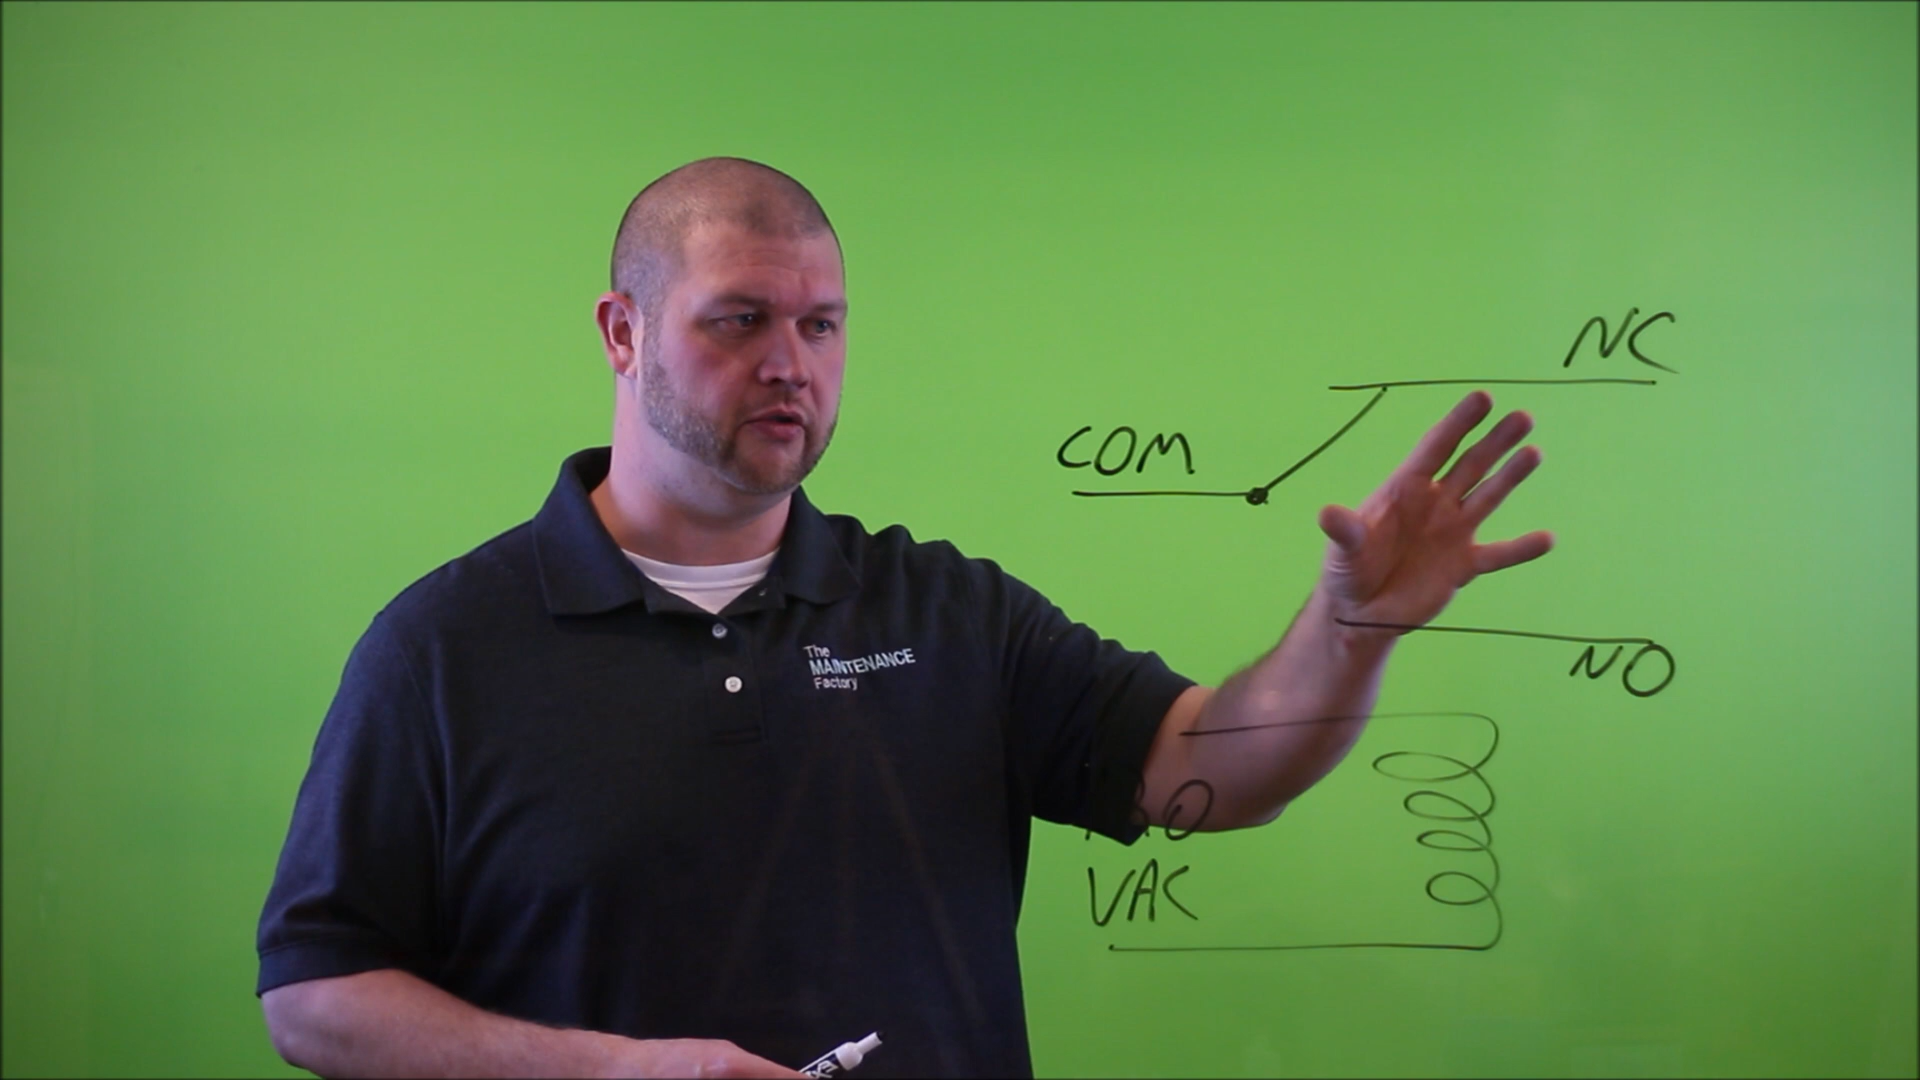 NC
COM
The
MAINTENANCE
Factory
NO
VAC